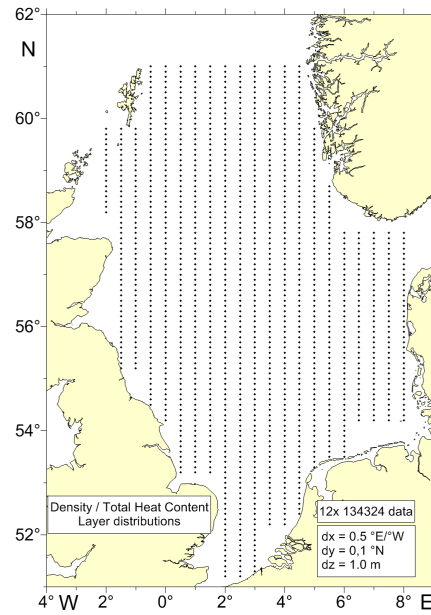 62°
N
60°
58°
56°
54°
52°
Density / Total Heat Content
Layer distributions
12x 134324 data
dx = 0.5 °E/°W
dy = 0,1 °N
dz = 1.0 m
4° W 2° 0° 2° 4° 6° 8° E